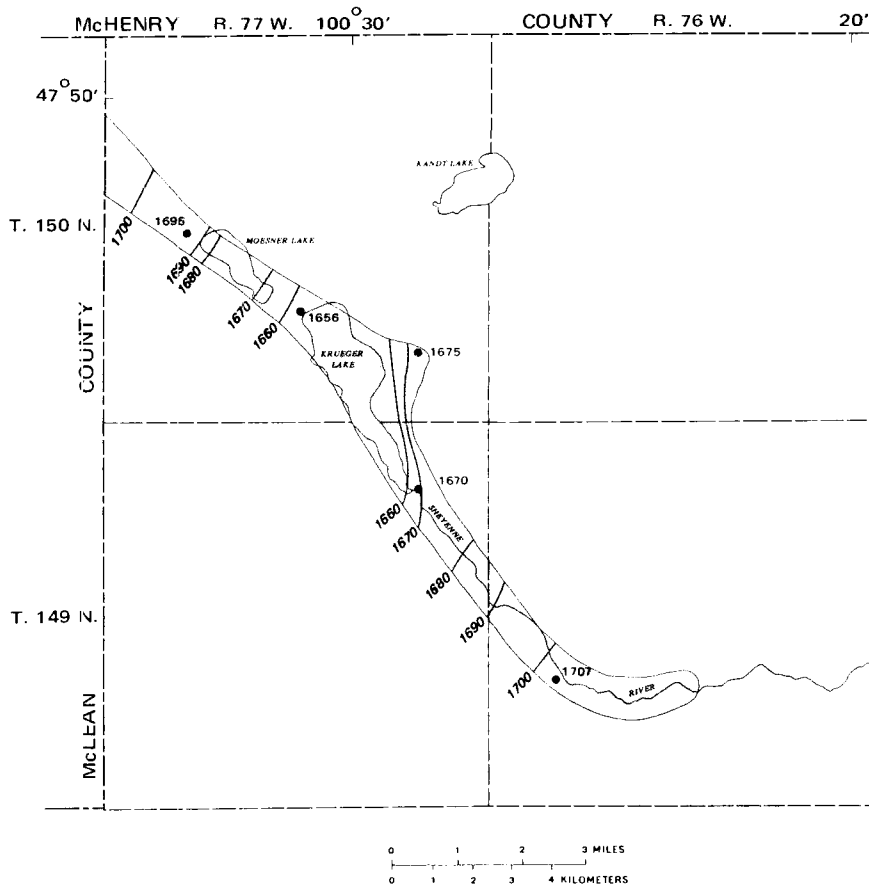 McHENRY R. 77 W. 100°30' COUNTY R. 76 W. 20'
47°50'
KANDT LAKE
T. 150 N.
1700
1695
MOESNER LAKE
1690
1680
1670
1660
1656
KRUEGER
LAKE
1675
COUNTY
1670
1660
1670
SHEYENNE
1680
1690
T. 149 N.
1700
1707
RIVER
McLEAN
0 1 2 3 MILES
0 1 2 3 4 KILOMETERS